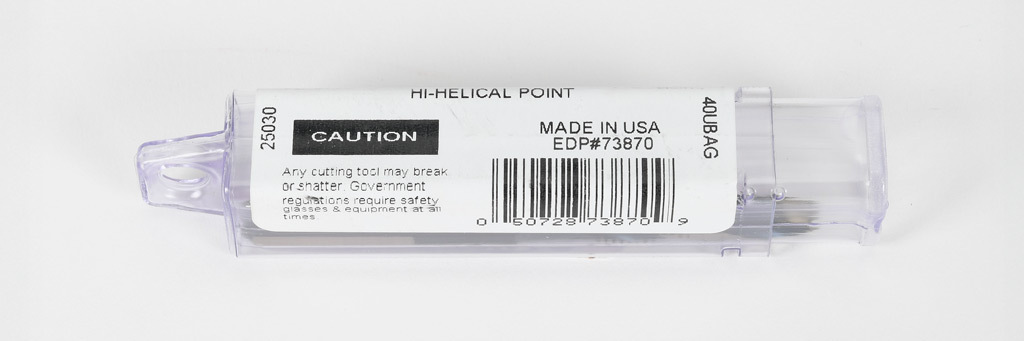 HI-HELICAL POINT
25030
CAUTION
Any cutting tool may break
or shatter. Government
regulations require safety
glasses & equipment at all
times.
MADE IN USA
EDP#73870
0 50728 73870 9
40UBAG